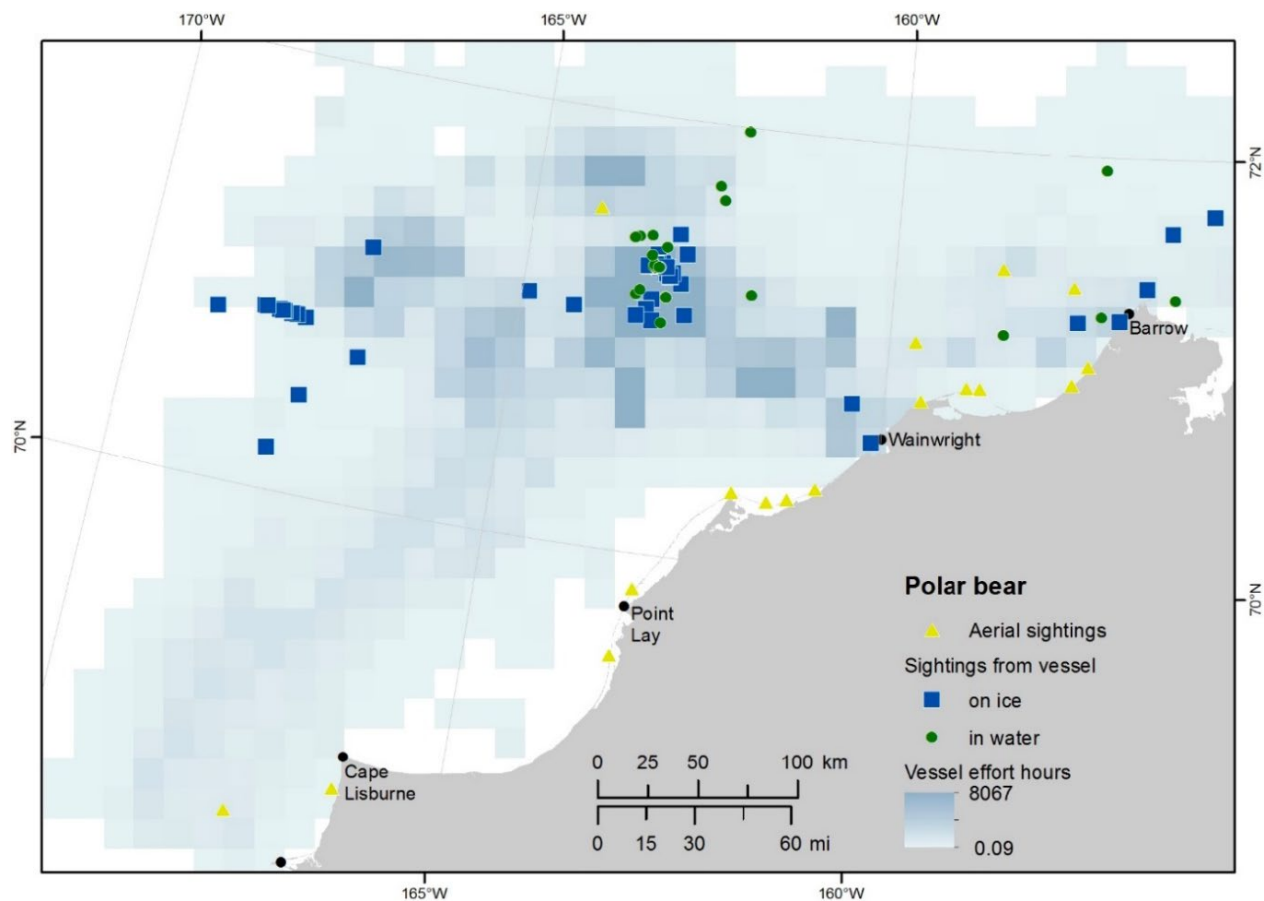 170°W 165°W 160°W
72°N
Barrow
70°N
Wainwright
Point
Lay
70°N
Cape
Lisburne
Polar bear
Aerial sightings
Sightings from vessel
on ice
in water
Vessel effort hours
8067
0.09
0 25 50 100 km
0 15 30 60 mi
165°W 160°W